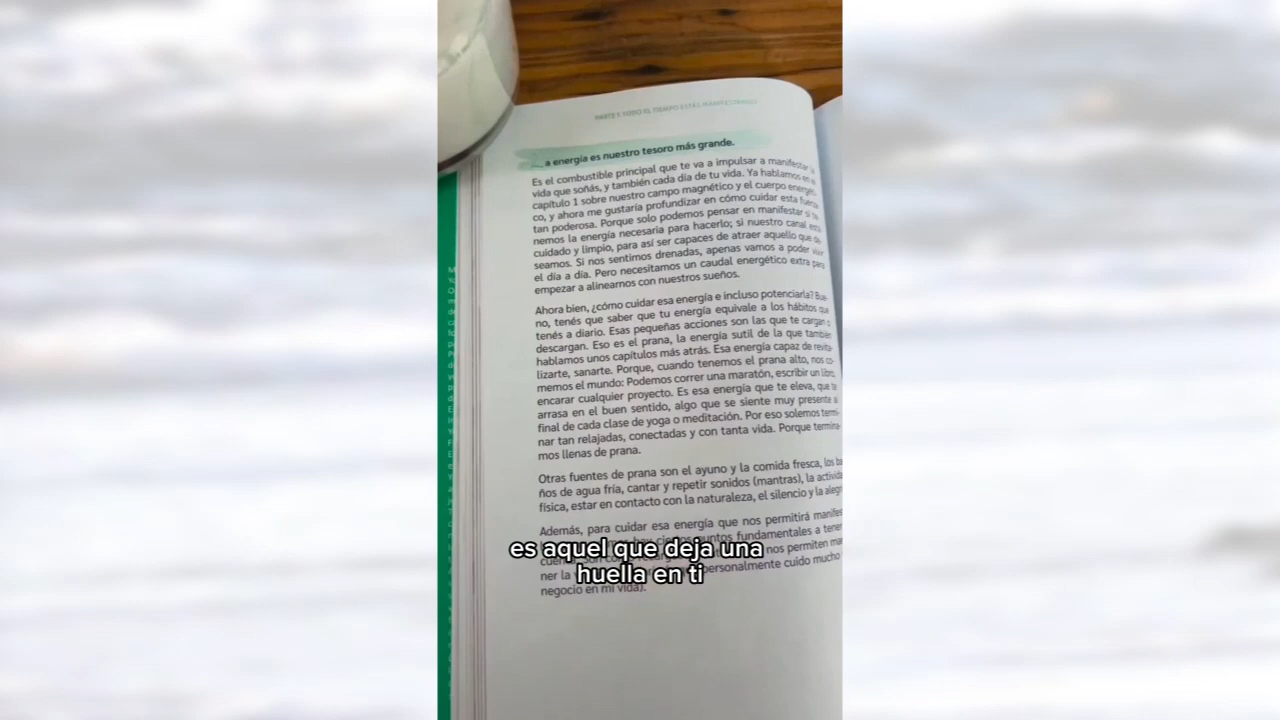 PARTE 1: TODO EL TIEMPO ESTÁS MANIFESTANDO
a energía es nuestro tesoro más grande.
Es el combustible principal que te va a impulsar a manifestar
vida que soñás, y también cada día de tu vida. Ya hablamos en
capítulo 1 sobre nuestro campo magnético y el cuerpo energéti-
co, y ahora me gustaría profundizar en cómo cuidar esta fuerza
tan poderosa. Porque solo podemos pensar en manifestar si te-
nemos la energía necesaria para hacerlo; si nuestro canal está
cuidado y limpio, para así ser capaces de atraer aquello que de-
seamos. Si nos sentimos drenadas, apenas vamos a poder vivir
el día a día. Pero necesitamos un caudal energético extra para
empezar a alinearnos con nuestros sueños.
Ahora bien, ¿cómo cuidar esa energía e incluso potenciarla? Bue-
no, tenés que saber que tu energía equivale a los hábitos que
tenés a diario. Esas pequeñas acciones son las que te cargan o
descargan. Eso es el prana, la energía sutil de la que también
hablamos unos capítulos más atrás. Esa energía capaz de revita-
lizarte, sanarte. Porque, cuando tenemos el prana alto, nos co-
memos el mundo: Podemos correr una maratón, escribir un libro,
encarar cualquier proyecto. Es esa energía que te eleva, que te
arrasa en el buen sentido, algo que se siente muy presente a
final de cada clase de yoga o meditación. Por eso solemos termi-
nar tan relajadas, conectadas y con tanta vida. Porque termina-
mos llenas de prana.
Otras fuentes de prana son el ayuno y la comida fresca, los ba
ños de agua fría, cantar y repetir sonidos (mantras), la activid
física, estar en contacto con la naturaleza, el silencio y la alegr
Además, para cuidar esa energía que nos permitirá manifes
puntos fundamentales a tener
es aquel que deja una
huella en ti
nos permiten ma
ner la personalmente cuido mucho
negocio en mi vida).